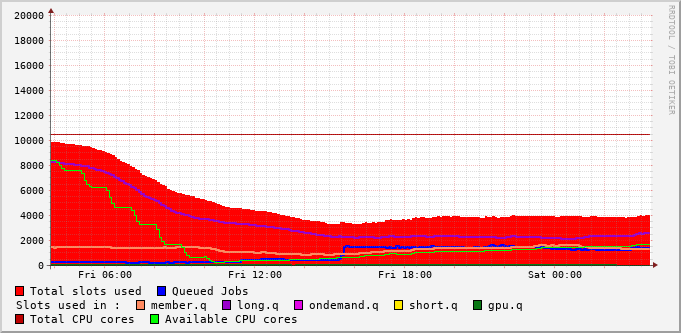 20000
18000
16000
14000
12000
10000
8000
6000
4000
2000
0
Fri 06:00 Fri 12:00 Fri 18:00 Sat 00:00
RRDTOOL / TOBI OETIKER
Total slots used Queued Jobs
Slots used in : member.q long.q ondemand.q short.q gpu.q
Total CPU cores Available CPU cores